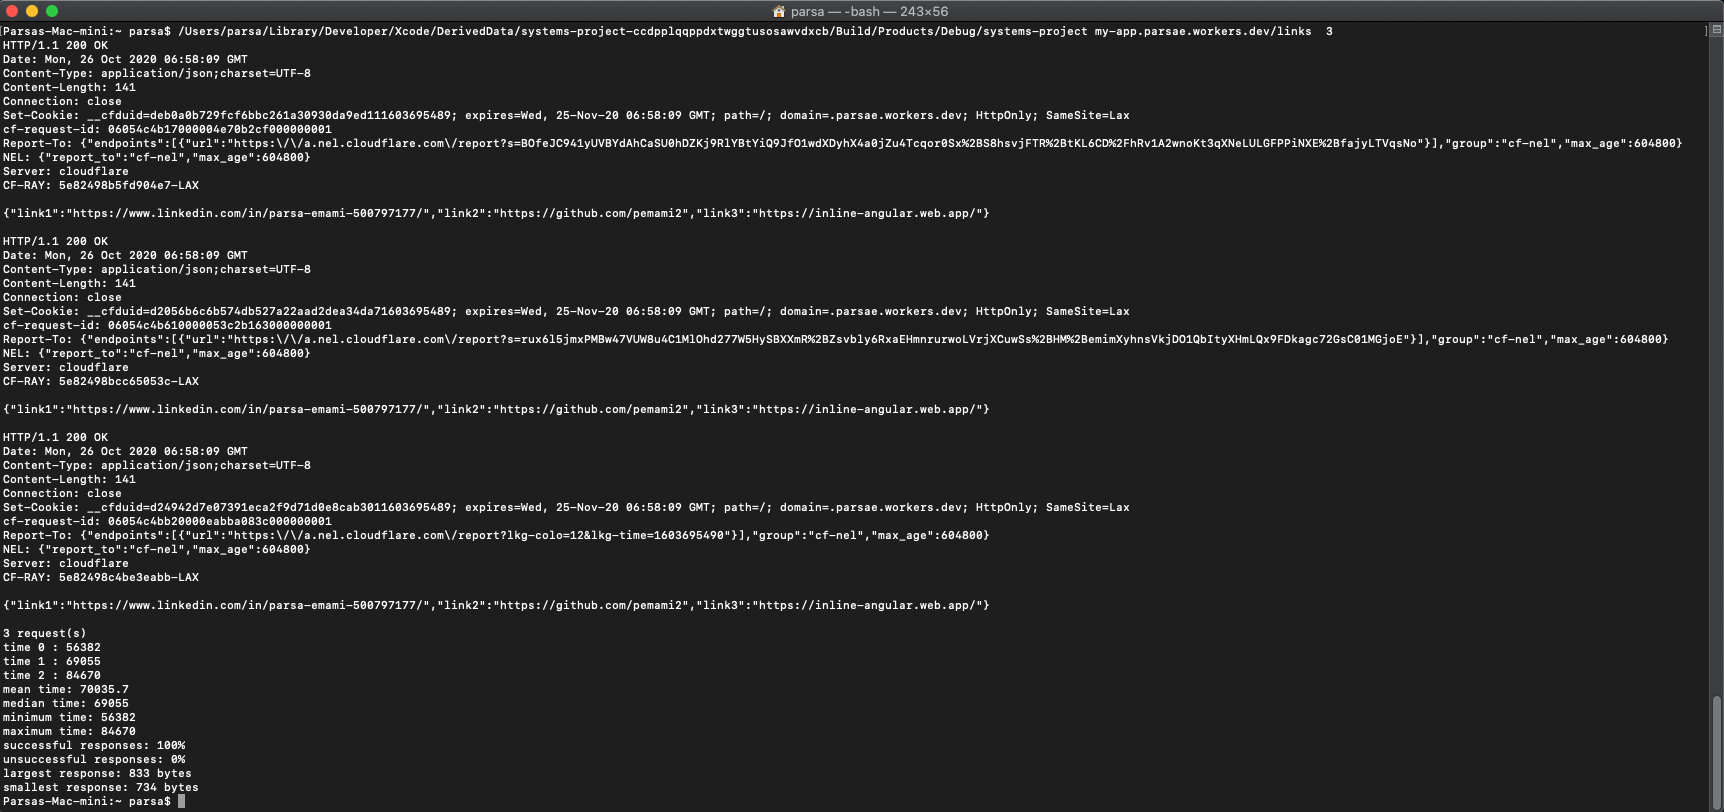 parsa — -bash — 243×56
[Parsas-Mac-mini:~ parsa$ /Users/parsa/Library/Developer/Xcode/DerivedData/systems-project-ccdpplqqppdxtwggtusosawvdxcb/Build/Products/Debug/systems-project my-app.parsae.workers.dev/links  3 ]
HTTP/1.1 200 OK
Date: Mon, 26 Oct 2020 06:58:09 GMT
Content-Type: application/json;charset=UTF-8
Content-Length: 141
Connection: close
Set-Cookie: __cfduid=deb0a0b729fcf6bbc261a30930da9ed111603695489; expires=Wed, 25-Nov-20 06:58:09 GMT; path=/; domain=.parsae.workers.dev; HttpOnly; SameSite=Lax
cf-request-id: 06054c4b17000004e70b2cf000000001
Report-To: {"endpoints":[{"url":"https:\/\/a.nel.cloudflare.com\/report?s=BOfeJC941yUVBYdAhCaSU0hDZKj9RlYBtYiQ9JfO1wdXDyhX4a0jZu4Tcqor0Sx%2BS8hsvjFTR%2BtKL6CD%2FhRv1A2wnoKt3qXNeLULGFPPiNXE%2BfajyLTVqsNo"}],"group":"cf-nel","max_age":604800}
NEL: {"report_to":"cf-nel","max_age":604800}
Server: cloudflare
CF-RAY: 5e82498b5fd904e7-LAX
{"link1":"https://www.linkedin.com/in/parsa-emami-500797177/","link2":"https://github.com/pemami2","link3":"https://inline-angular.web.app/"}
HTTP/1.1 200 OK
Date: Mon, 26 Oct 2020 06:58:09 GMT
Content-Type: application/json;charset=UTF-8
Content-Length: 141
Connection: close
Set-Cookie: __cfduid=d2056b6c6b574db527a22aad2dea34da71603695489; expires=Wed, 25-Nov-20 06:58:09 GMT; path=/; domain=.parsae.workers.dev; HttpOnly; SameSite=Lax
cf-request-id: 06054c4b610000053c2b163000000001
Report-To: {"endpoints":[{"url":"https:\/\/a.nel.cloudflare.com\/report?s=rux6l5jmxPMBw47VUW8u4C1MlOhd277W5HySBXXmR%2BZsvbly6RxaEHmnrurwoLVrjXCuwSs%2BHM%2BemimXyhnsVkjDO1QbItyXHmLQx9FDkagc72GsC01MGjoE"}],"group":"cf-nel","max_age":604800}
NEL: {"report_to":"cf-nel","max_age":604800}
Server: cloudflare
CF-RAY: 5e82498bcc65053c-LAX
{"link1":"https://www.linkedin.com/in/parsa-emami-500797177/","link2":"https://github.com/pemami2","link3":"https://inline-angular.web.app/"}
HTTP/1.1 200 OK
Date: Mon, 26 Oct 2020 06:58:09 GMT
Content-Type: application/json;charset=UTF-8
Content-Length: 141
Connection: close
Set-Cookie: __cfduid=d24942d7e07391eca2f9d71d0e8cab3011603695489; expires=Wed, 25-Nov-20 06:58:09 GMT; path=/; domain=.parsae.workers.dev; HttpOnly; SameSite=Lax
cf-request-id: 06054c4bb20000eabba083c000000001
Report-To: {"endpoints":[{"url":"https:\/\/a.nel.cloudflare.com\/report?lkg-colo=12&lkg-time=1603695490"}],"group":"cf-nel","max_age":604800}
NEL: {"report_to":"cf-nel","max_age":604800}
Server: cloudflare
CF-RAY: 5e82498c4be3eabb-LAX
{"link1":"https://www.linkedin.com/in/parsa-emami-500797177/","link2":"https://github.com/pemami2","link3":"https://inline-angular.web.app/"}
3 request(s)
time 0 : 56382
time 1 : 69055
time 2 : 84670
mean time: 70035.7
median time: 69055
minimum time: 56382
maximum time: 84670
successful responses: 100%
unsuccessful responses: 0%
largest response: 833 bytes
smallest response: 734 bytes
Parsas-Mac-mini:~ parsa$